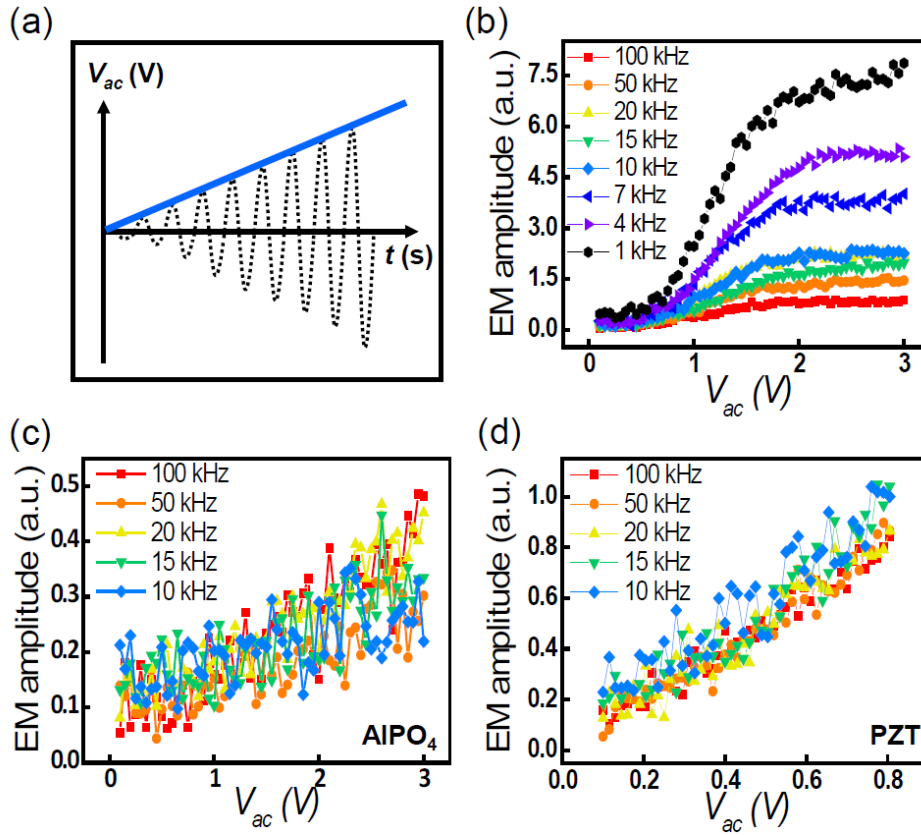 (a)
V_ac (V)
t (s)
(b)
EM amplitude (a.u.)
7.5
6.0
4.5
3.0
1.5
0.0
100 kHz
50 kHz
20 kHz
15 kHz
10 kHz
7 kHz
4 kHz
1 kHz
0 1 2 3
V_ac (V)
(c)
EM amplitude (a.u.)
0.5
0.4
0.3
0.2
0.1
0.0
100 kHz
50 kHz
20 kHz
15 kHz
10 kHz
AlPO₄
0 1 2 3
V_ac (V)
(d)
EM amplitude (a.u.)
1.0
0.8
0.6
0.4
0.2
0.0
100 kHz
50 kHz
20 kHz
15 kHz
10 kHz
PZT
0.0 0.2 0.4 0.6 0.8
V_ac (V)